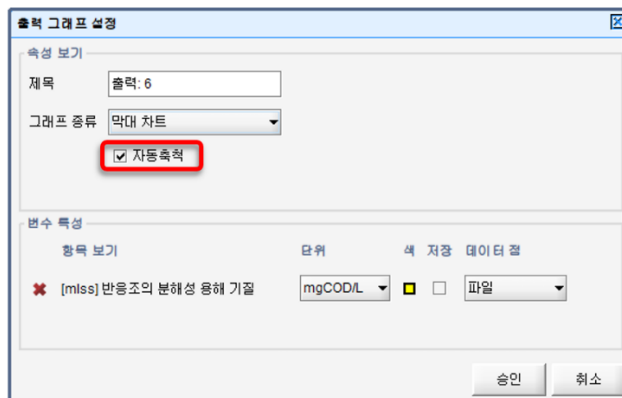 출력 그래프 설정
속성 보기
제목 출력: 6
그래프 종류 막대 차트
자동축척
변수 특성
항목 보기 단위 색 저장 데이터 점
[mlss] 반응조의 분해성 용해 기질 mgCOD/L 파일
승인 취소